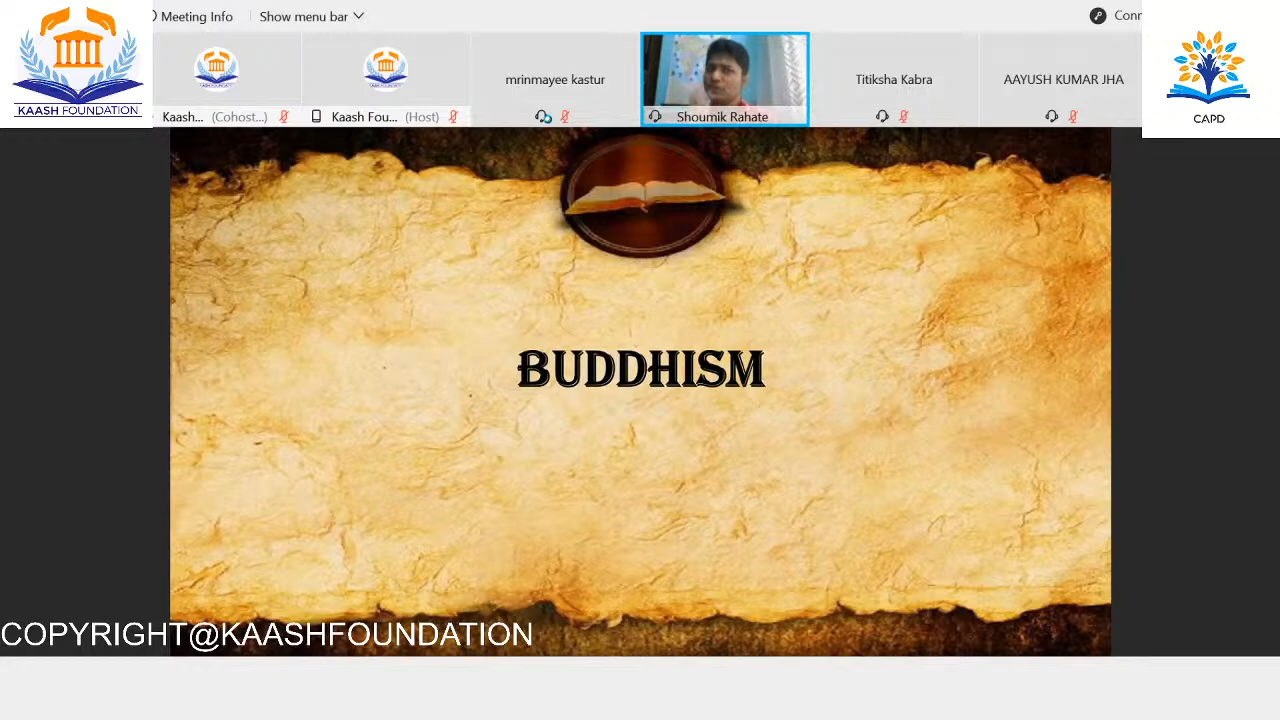 Meeting Info
Show menu bar
Conn
KAASH FOUNDATION
Kaash... (Cohost...)
Kaash Fou... (Host)
mrinmayee kastur
Shoumik Rahate
Titiksha Kabra
AAYUSH KUMAR JHA
CAPD
BUDDHISM
COPYRIGHT@KAASHFOUNDATION